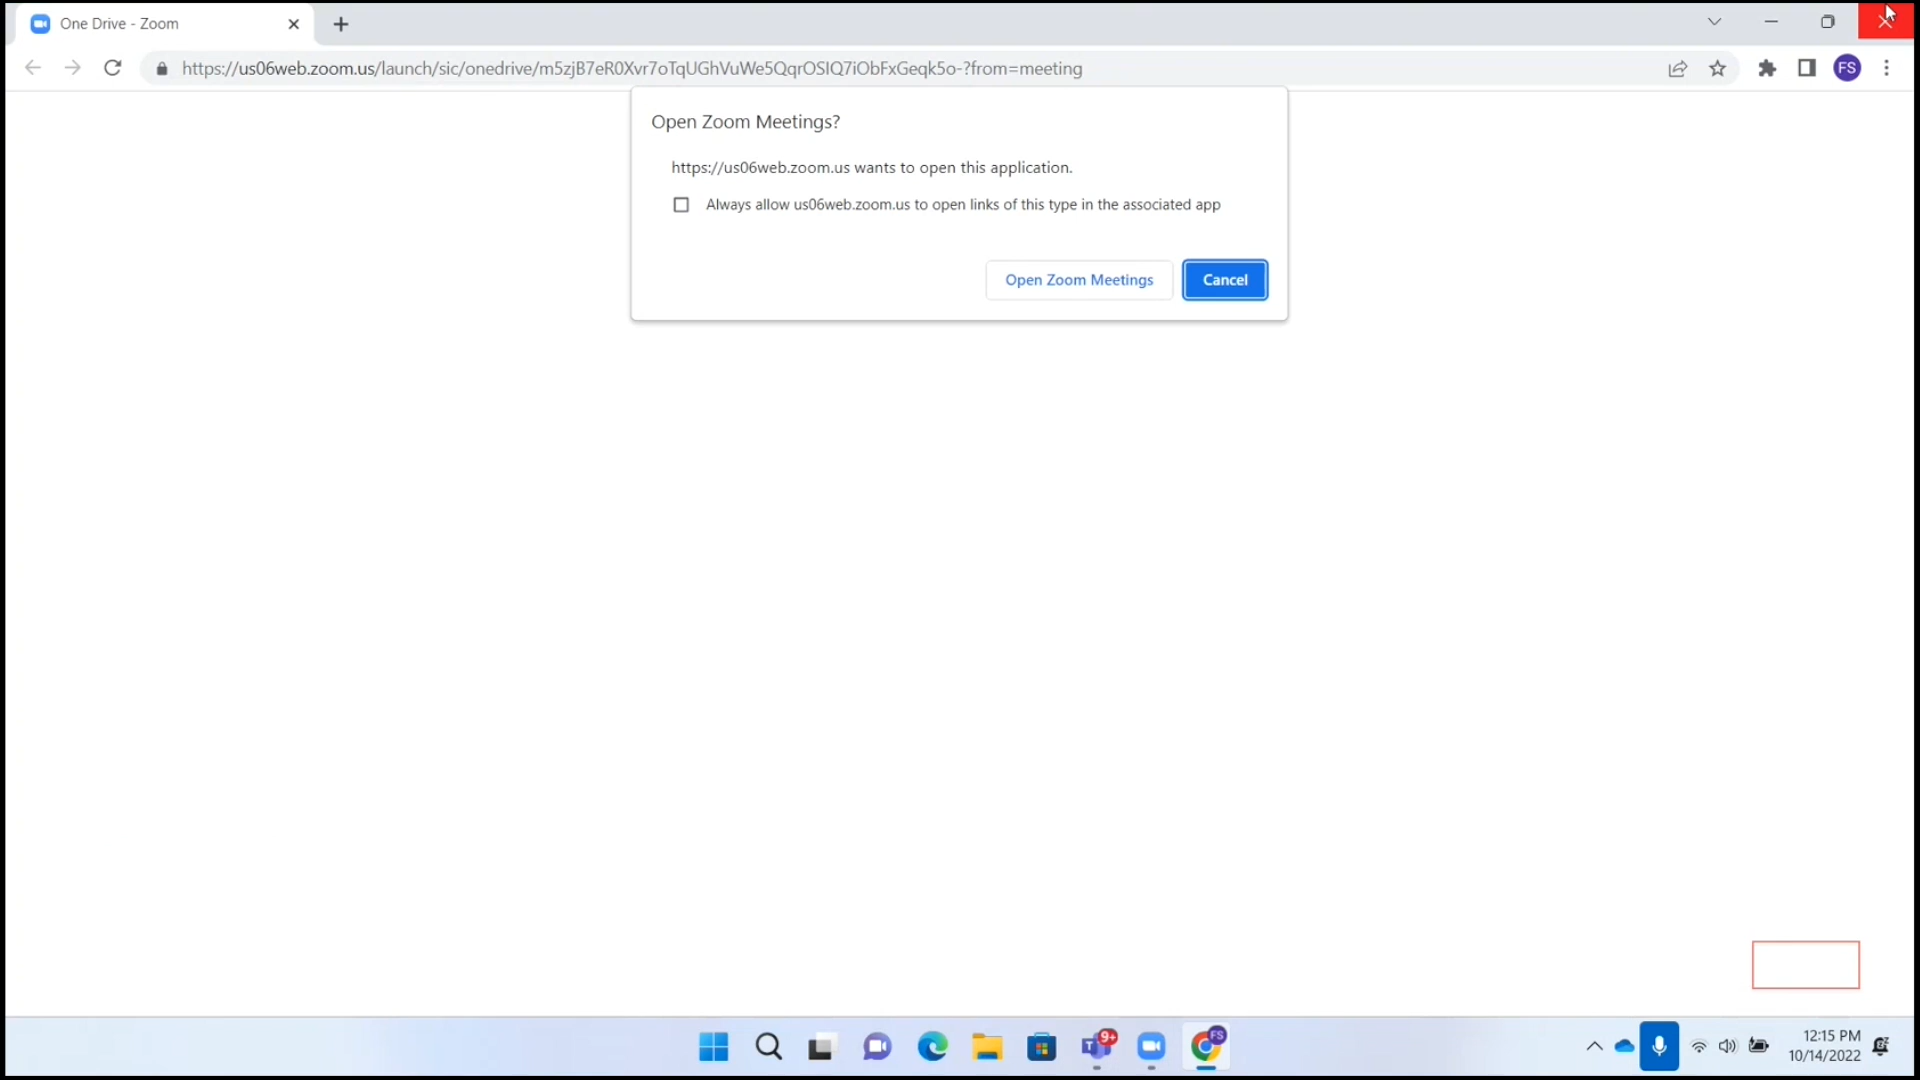 One Drive - Zoom
https://us06web.zoom.us/launch/sic/onedrive/m5zjB7eR0Xvr7oTqUGhVuWe5QqrOSIQ7iObFxGeqk5o-?from=meeting
FS
Open Zoom Meetings?
https://us06web.zoom.us wants to open this application.
Always allow us06web.zoom.us to open links of this type in the associated app
Open Zoom Meetings
Cancel
9+
FS
12:15 PM
10/14/2022